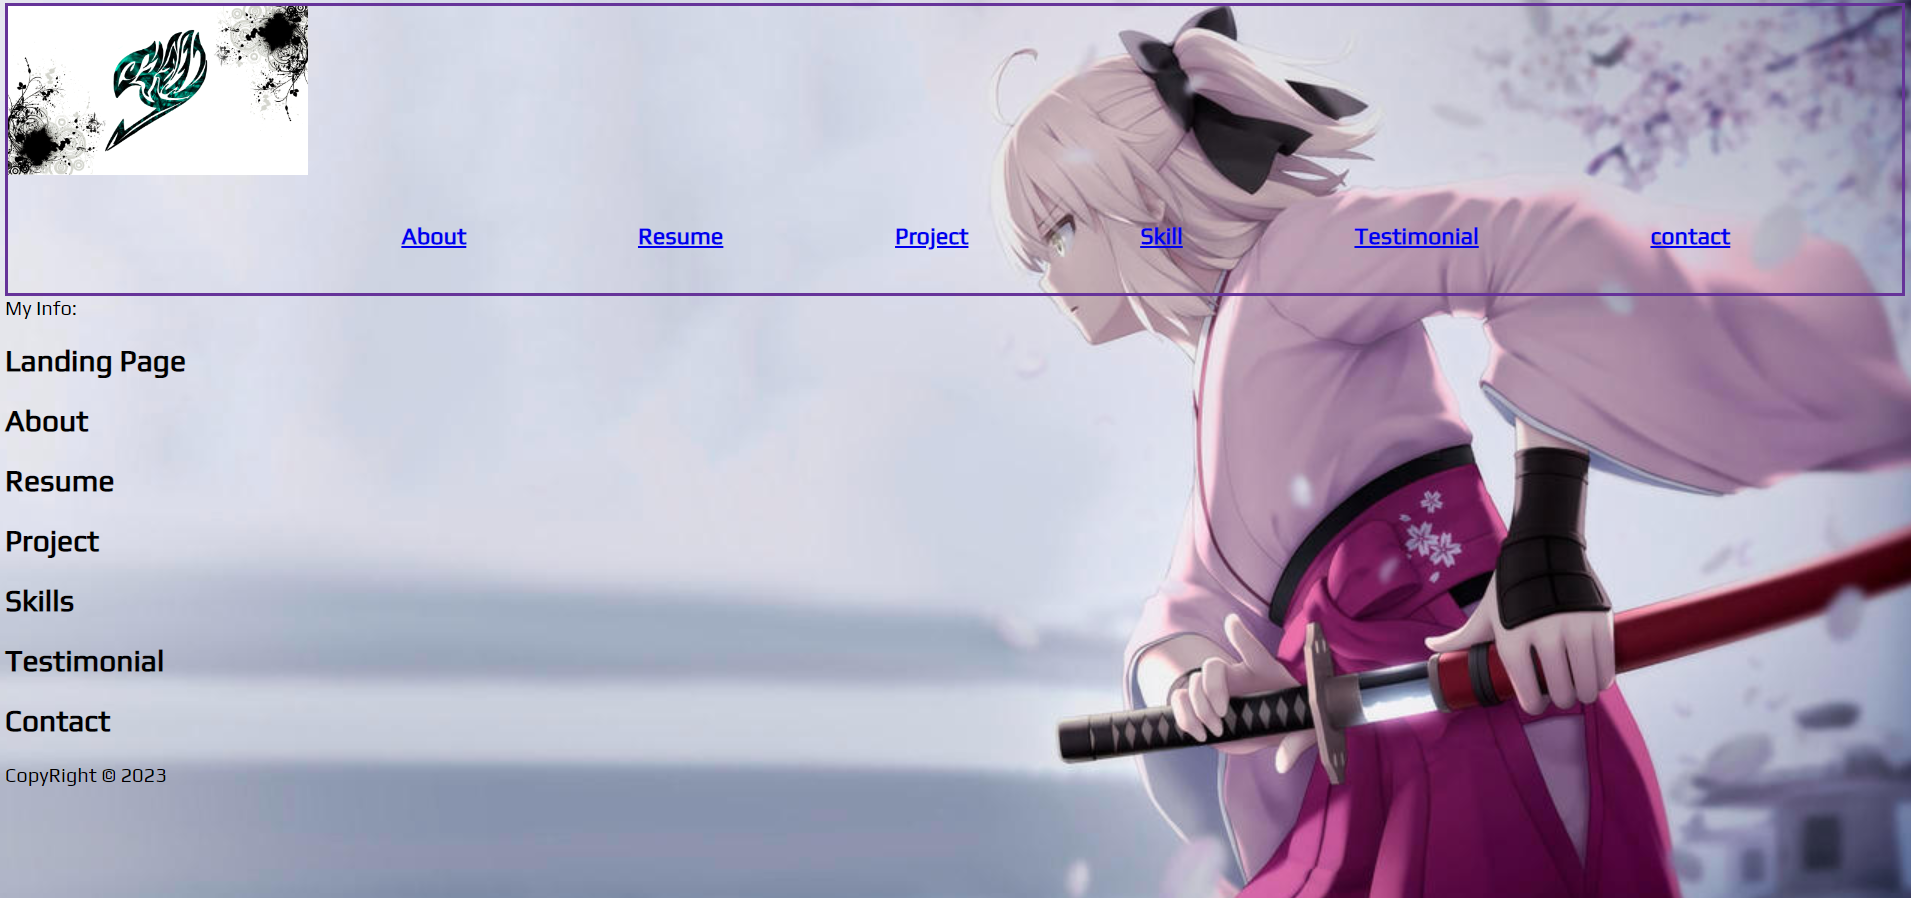 About Resume Project Skill Testimonial contact
My Info:
Landing Page
About
Resume
Project
Skills
Testimonial
Contact
CopyRight © 2023